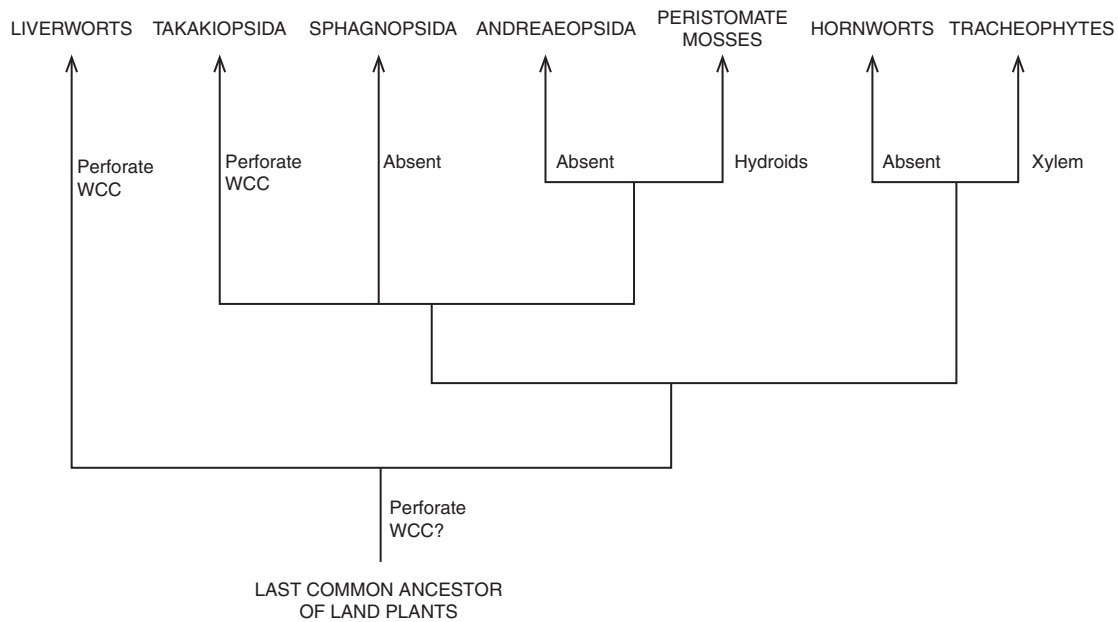 LIVERWORTS
TAKAKIOPSIDA
SPHAGNOPSIDA
ANDREAEOPSIDA
PERISTOMATE
MOSSES
HORNWORTS
TRACHEOPHYTES
Perforate
WCC
Perforate
WCC
Absent
Absent
Hydroids
Absent
Xylem
Perforate
WCC?
LAST COMMON ANCESTOR
OF LAND PLANTS